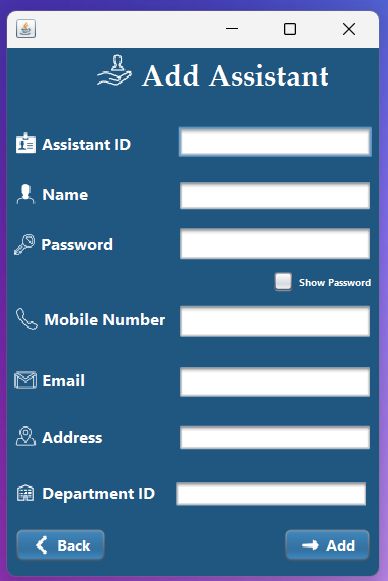 Add Assistant
Assistant ID
Name
Password
Show Password
Mobile Number
Email
Address
Department ID
Back
Add